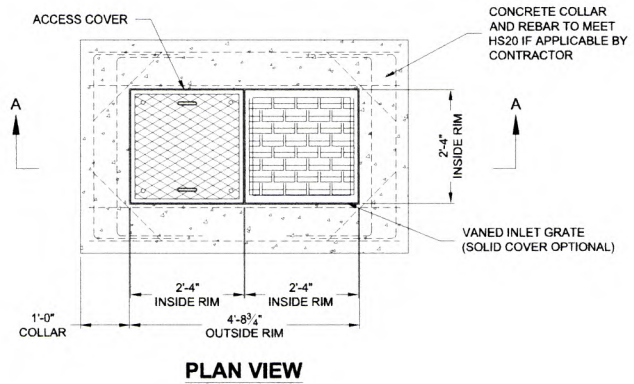 ACCESS COVER
CONCRETE COLLAR
AND REBAR TO MEET
HS20 IF APPLICABLE BY
CONTRACTOR
A
A
2'-4"
INSIDE RIM
VANED INLET GRATE
(SOLID COVER OPTIONAL)
2'-4"
INSIDE RIM
2'-4"
INSIDE RIM
1'-0"
COLLAR
4'-8¾"
OUTSIDE RIM
PLAN VIEW